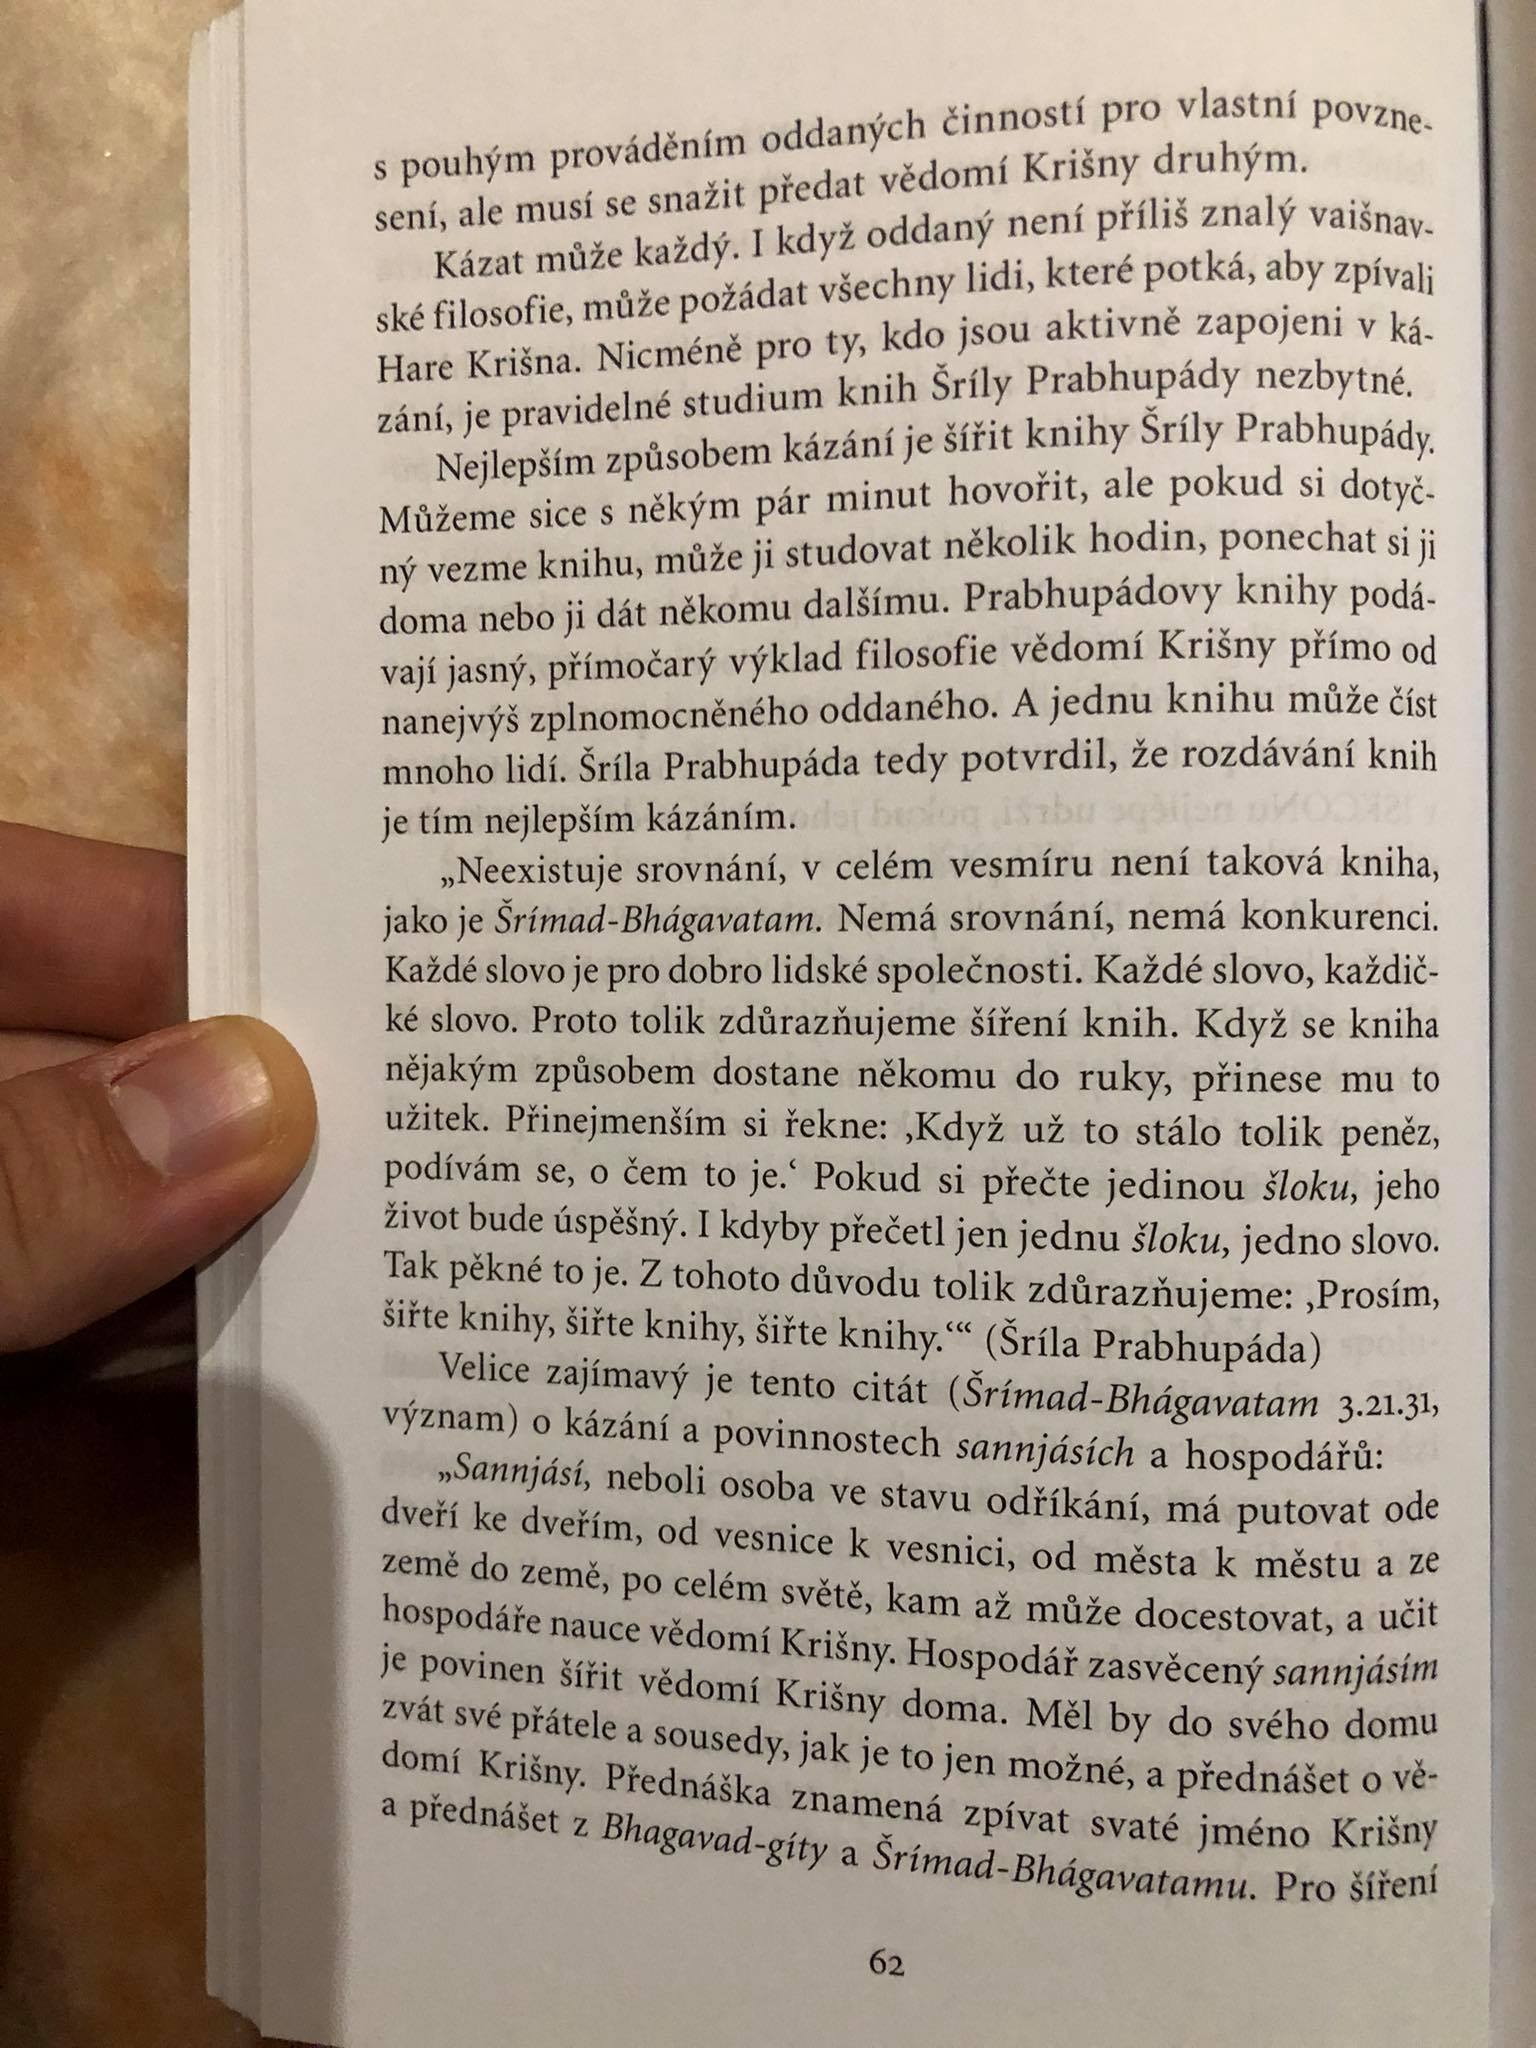 s pouhým prováděním oddaných činností pro vlastní povzne-
sení, ale musí se snažit předat vědomí Krišny druhým.
Kázat může každý. I když oddaný není příliš znalý vaišnav-
ské filosofie, může požádat všechny lidi, které potká, aby zpívali
Hare Krišna. Nicméně pro ty, kdo jsou aktivně zapojeni v ká-
zání, je pravidelné studium knih Šríly Prabhupády nezbytné.
Nejlepším způsobem kázání je šířit knihy Šríly Prabhupády.
Můžeme sice s někým pár minut hovořit, ale pokud si dotyč-
ný vezme knihu, může ji studovat několik hodin, ponechat si ji
doma nebo ji dát někomu dalšímu. Prabhupádovy knihy podá-
vají jasný, přímočarý výklad filosofie vědomí Krišny přímo od
nanejvýš zplnomocněného oddaného. A jednu knihu může číst
mnoho lidí. Šríla Prabhupáda tedy potvrdil, že rozdávání knih
je tím nejlepším kázáním.
„Neexistuje srovnání, v celém vesmíru není taková kniha,
jako je Šrímad-Bhágavatam. Nemá srovnání, nemá konkurenci.
Každé slovo je pro dobro lidské společnosti. Každé slovo, každič-
ké slovo. Proto tolik zdůrazňujeme šíření knih. Když se kniha
nějakým způsobem dostane někomu do ruky, přinese mu to
užitek. Přinejmenším si řekne: ‚Když už to stálo tolik peněz,
podívám se, o čem to je.‘ Pokud si přečte jedinou šloku, jeho
život bude úspěšný. I kdyby přečetl jen jednu šloku, jedno slovo.
Tak pěkné to je. Z tohoto důvodu tolik zdůrazňujeme: ‚Prosím,
šiřte knihy, šiřte knihy, šiřte knihy.‘“ (Šríla Prabhupáda)
Velice zajímavý je tento citát (Šrímad-Bhágavatam 3.21.31,
význam) o kázání a povinnostech sannjásích a hospodářů:
„Sannjásí, neboli osoba ve stavu odříkání, má putovat ode
dveří ke dveřím, od vesnice k vesnici, od města k městu a ze
země do země, po celém světě, kam až může docestovat, a učit
hospodáře nauce vědomí Krišny. Hospodář zasvěcený sannjásím
je povinen šířit vědomí Krišny doma. Měl by do svého domu
zvát své přátele a sousedy, jak je to jen možné, a přednášet o vě-
domí Krišny. Přednáška znamená zpívat svaté jméno Krišny
a přednášet z Bhagavad-gíty a Šrímad-Bhágavatamu. Pro šíření
62